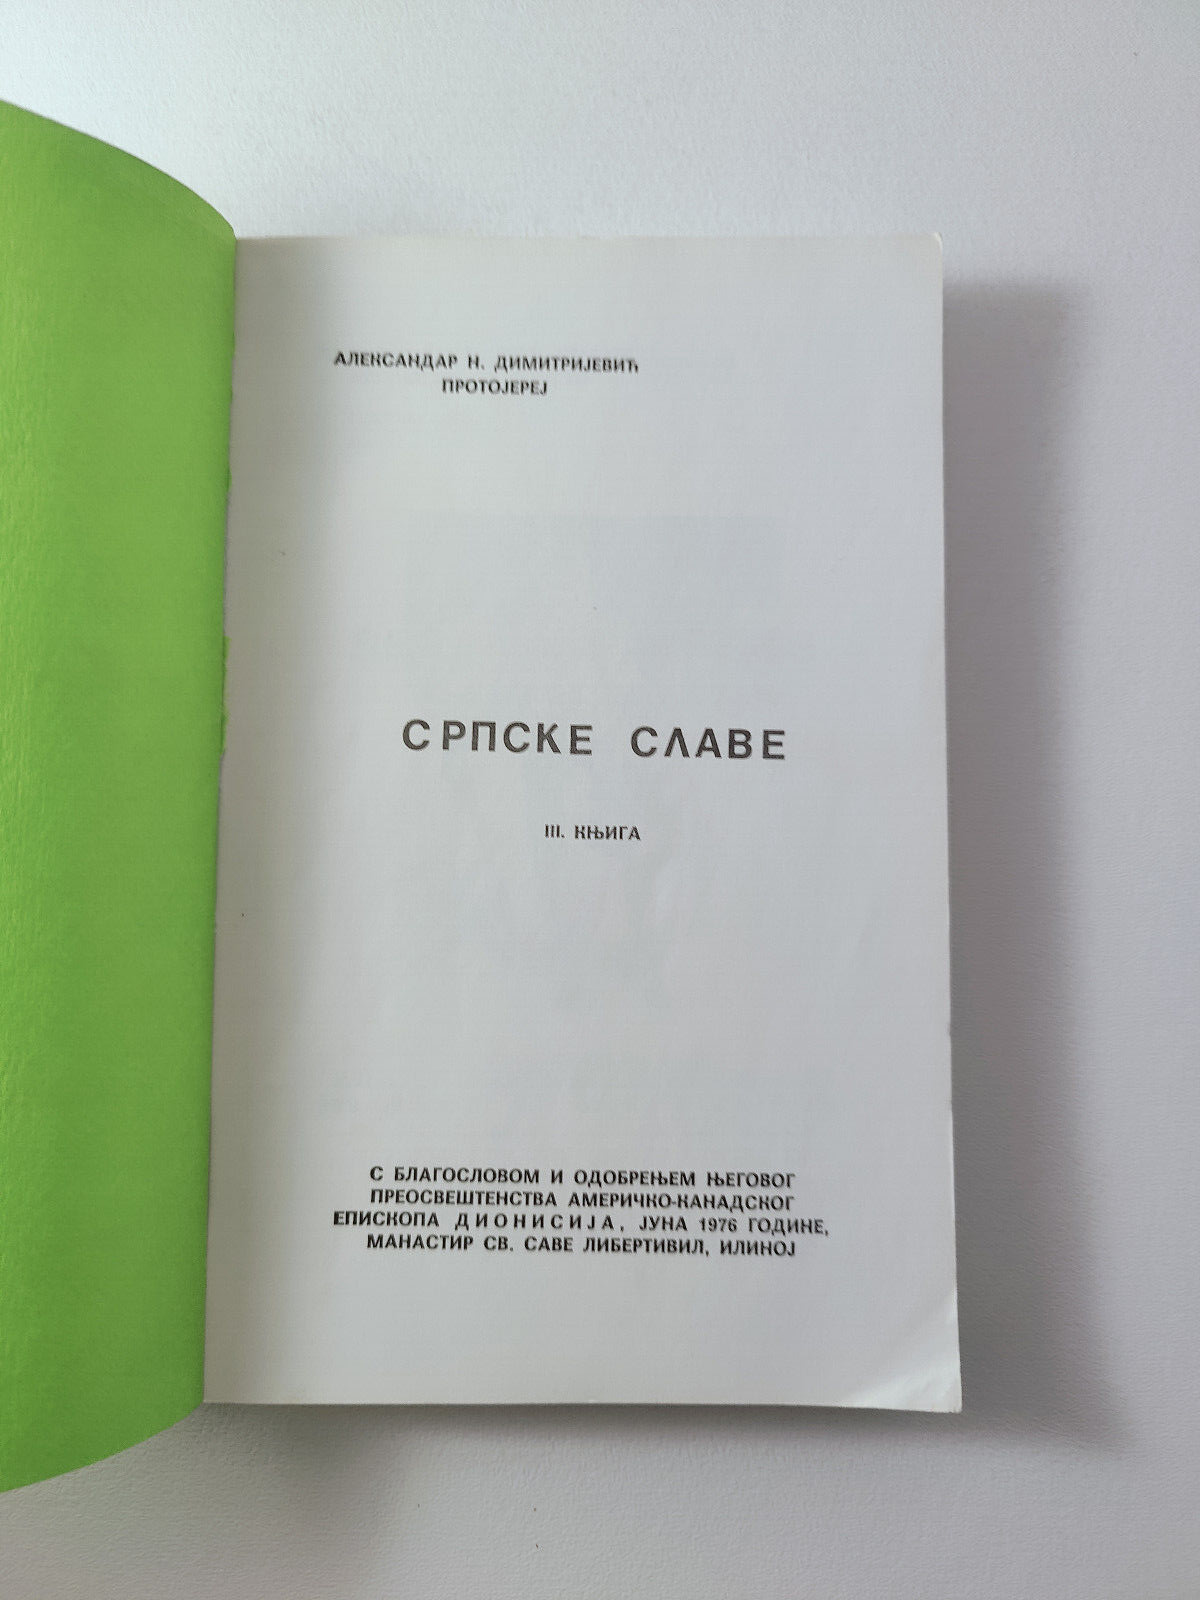 АЛЕКСАНДАР Н. ДИМИТРИЈЕВИЋ
ПРОТОЈЕРЕЈ
СРПСКЕ СЛАВЕ
III. КЊИГА
С БЛАГОСЛОВОМ И ОДОБРЕЊЕМ ЊЕГОВОГ
ПРЕОСВЕШТЕНСТВА АМЕРИЧКО-КАНАДСКОГ
ЕПИСКОПА ДИОНИСИЈА, ЈУНА 1976 ГОДИНЕ,
МАНАСТИР СВ. САВЕ ЛИБЕРТИВИЛ, ИЛИНОЈ